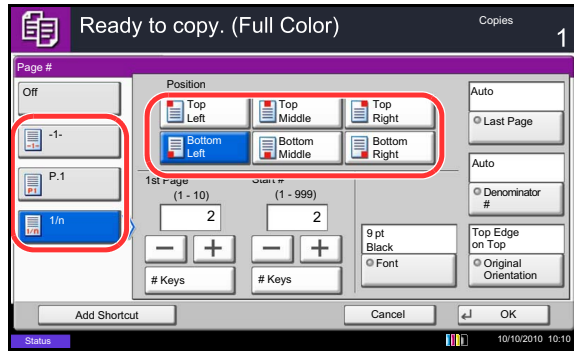 Ready to copy. (Full Color)
Copies
1
Page #
Off
-1-
P.1
1/n
Position
Top
Left
Top
Middle
Top
Right
Bottom
Left
Bottom
Middle
Bottom
Right
1st Page
(1 - 10)
2
# Keys
Start #
(1 - 999)
2
# Keys
9 pt
Black
Font
Auto
Last Page
Auto
Denominator
#
Top Edge
on Top
Original
Orientation
Add Shortcut
Cancel
OK
Status
10/10/2010 10:10